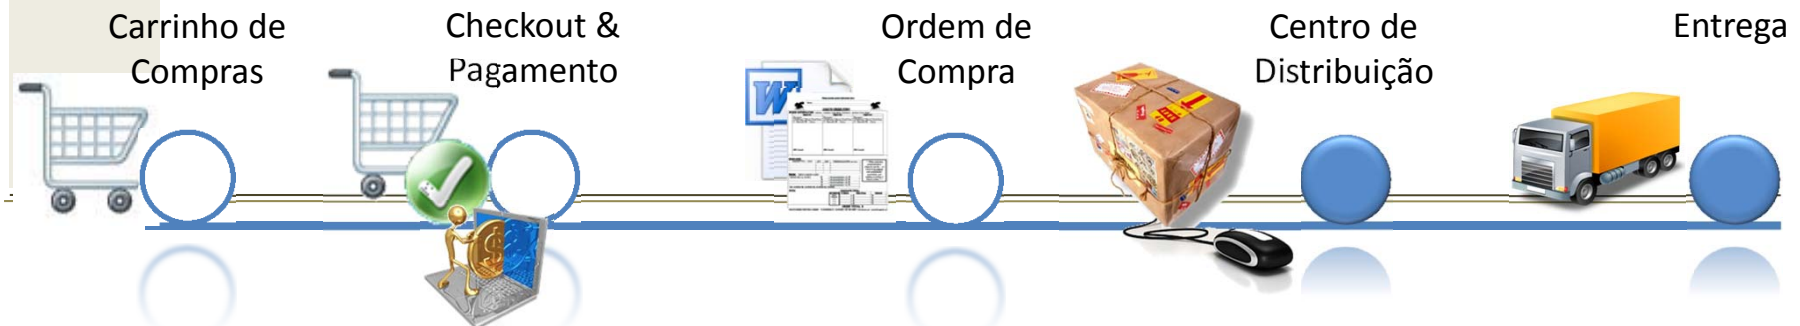 Carrinho de
Compras
Checkout &
Pagamento
Ordem de
Compra
Centro de
Distribuição
Entrega
W